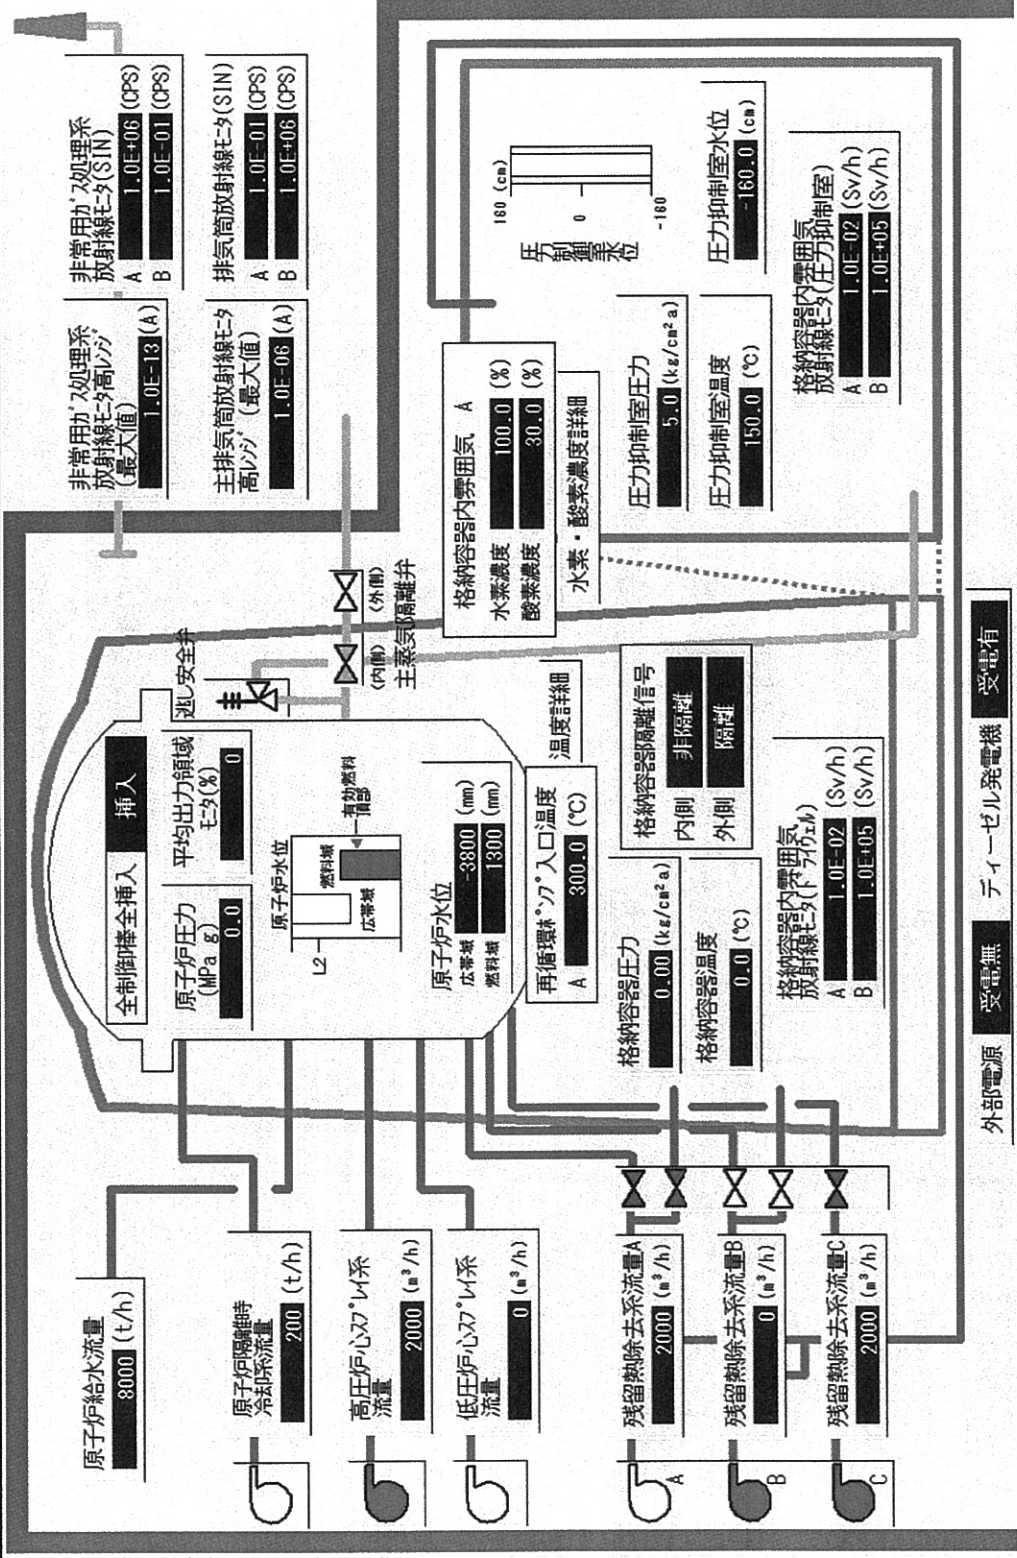 原子炉給水流量
8000 (t/h)
原子炉隔離時
冷却系流量
200 (t/h)
高圧炉心スプレイ系
流量
2000 (m³/h)
低圧炉心スプレイ系
流量
0 (m³/h)
残留熱除去系流量A
2000 (m³/h)
残留熱除去系流量B
0 (m³/h)
残留熱除去系流量C
2000 (m³/h)
A
B
C
全制御棒全挿入 挿入
原子炉圧力
(MPa g)
0.0
平均出力領域
モニタ(%)
0
逃し安全弁
原子炉水位
L2
燃料域
広帯域
有効燃料
頂部
原子炉水位
広帯域 -3800 (mm)
燃料域 1300 (mm)
再循環ポンプ入口温度
A 300.0 (℃)
温度詳細
〈内側〉 〈外側〉
主蒸気隔離弁
格納容器圧力
0.00 (kg/cm²a)
格納容器温度
0.0 (℃)
格納容器隔離信号
内側 非隔離
外側 隔離
格納容器内雰囲気
放射線モニタ(ドライウェル)
A 1.0E-02 (Sv/h)
B 1.0E+05 (Sv/h)
非常用ガス処理系
放射線モニタ高レンジ
(最大値)
1.0E-13 (A)
非常用ガス処理系
放射線モニタ(SIN)
A 1.0E+06 (CPS)
B 1.0E-01 (CPS)
主排気筒放射線モニタ
高レンジ (最大値)
1.0E-06 (A)
排気筒放射線モニタ(SIN)
A 1.0E-01 (CPS)
B 1.0E+06 (CPS)
格納容器内雰囲気 A
水素濃度 100.0 (%)
酸素濃度 30.0 (%)
水素・酸素濃度詳細
圧力制御室水位
160 (cm)
0
-160
圧力抑制室圧力
5.0 (kg/cm²a)
圧力抑制室水位
-160.0 (cm)
圧力抑制室温度
150.0 (℃)
格納容器内雰囲気
放射線モニタ(圧力抑制室)
A 1.0E-02 (Sv/h)
B 1.0E+05 (Sv/h)
外部電源 受電無 ディーゼル発電機 受電有